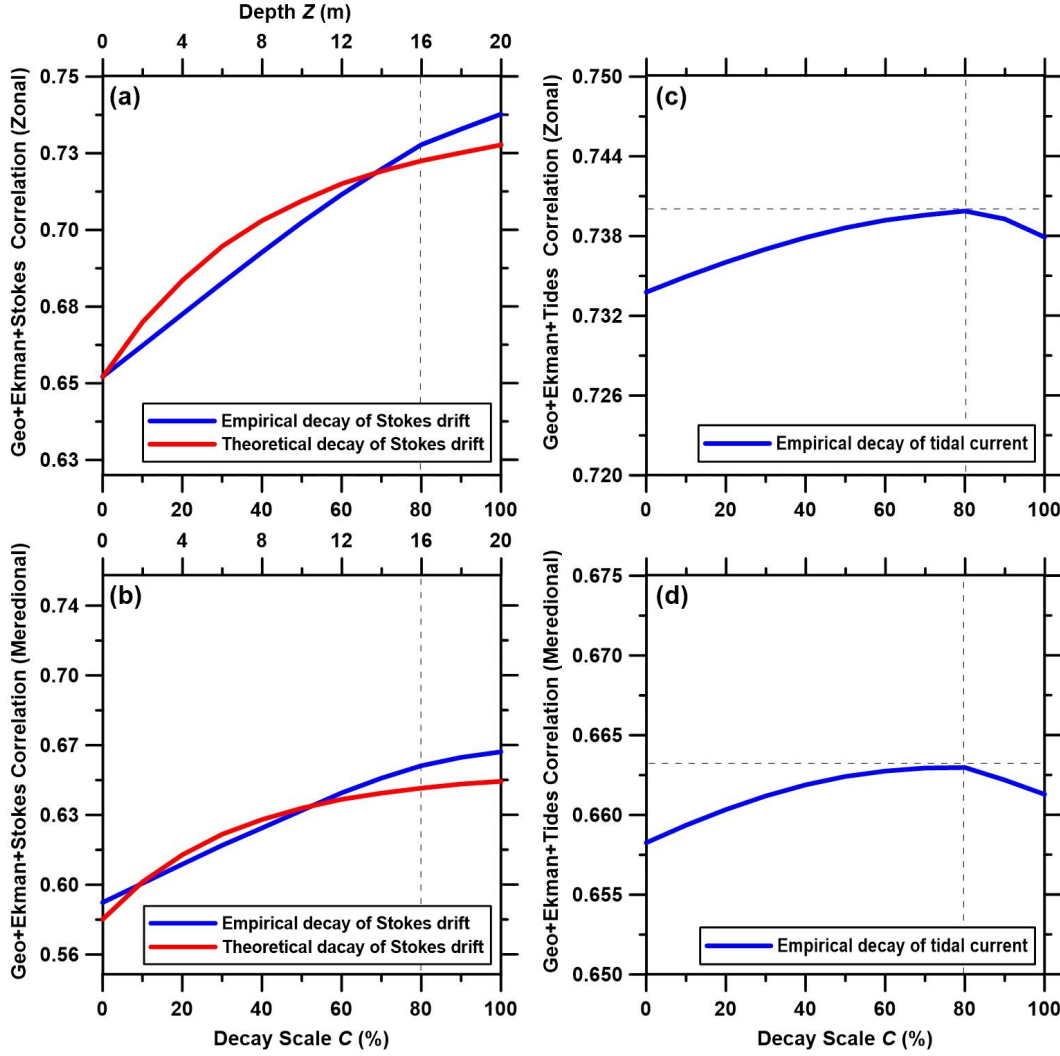 Depth Z (m)
0 4 8 12 16 20
(a)
Geo+Ekman+Stokes Correlation (Zonal)
0.75
0.73
0.70
0.68
0.65
0.63
Empirical decay of Stokes drift
Theoretical decay of Stokes drift
0 20 40 60 80 100
(c)
Geo+Ekman+Tides Correlation (Zonal)
0.750
0.744
0.738
0.732
0.726
0.720
Empirical decay of tidal current
0 20 40 60 80 100
0 4 8 12 16 20
(b)
Geo+Ekman+Stokes Correlation (Meredional)
0.74
0.70
0.67
0.63
0.60
0.56
Empirical decay of Stokes drift
Theoretical dacay of Stokes drift
0 20 40 60 80 100
Decay Scale C (%)
(d)
Geo+Ekman+Tides Correlation (Meredional)
0.675
0.670
0.665
0.660
0.655
0.650
Empirical decay of tidal current
0 20 40 60 80 100
Decay Scale C (%)